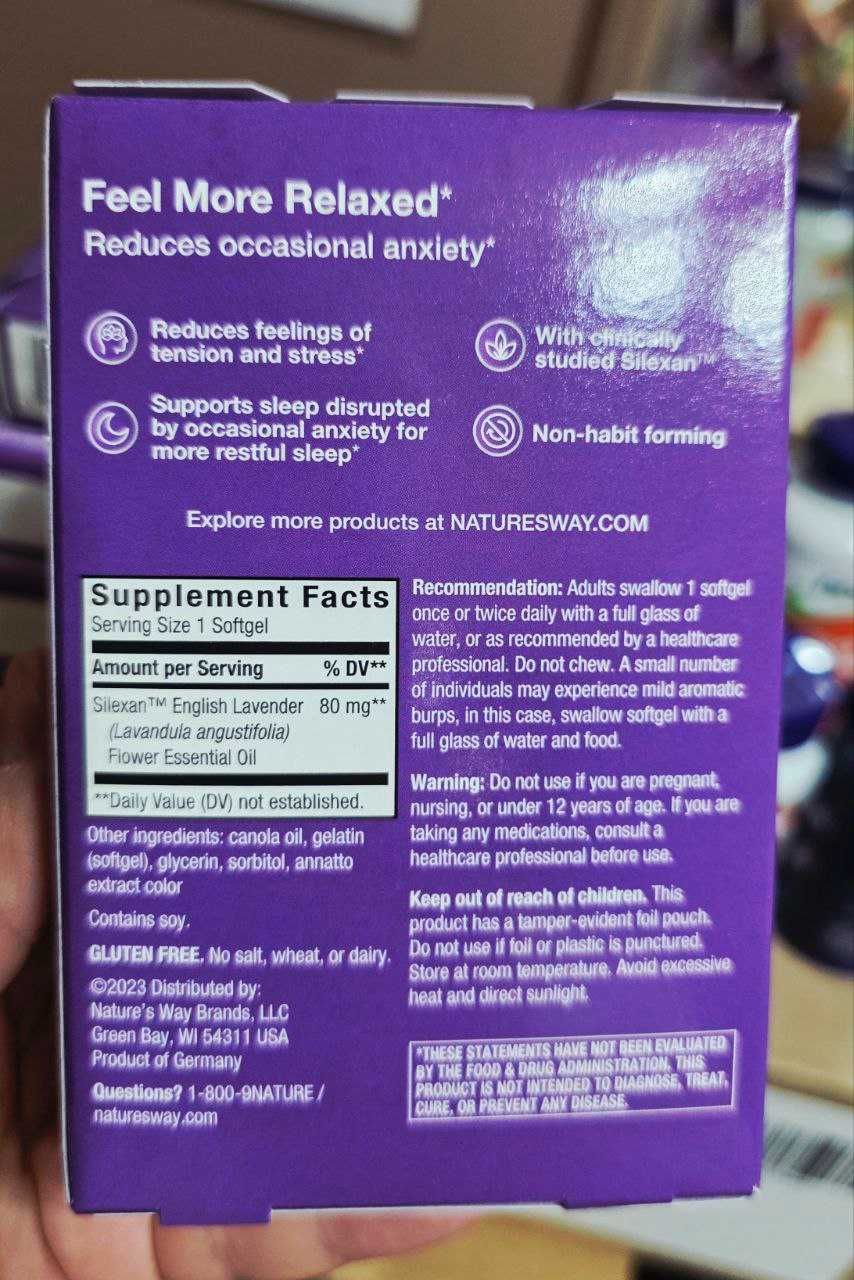 Feel More Relaxed*
Reduces occasional anxiety*
Reduces feelings of
tension and stress*
With clinically
studied Silexan™
Supports sleep disrupted
by occasional anxiety for
more restful sleep*
Non-habit forming
Explore more products at NATURESWAY.COM
Supplement Facts
Serving Size 1 Softgel
Amount per Serving % DV**
Silexan™ English Lavender 80 mg**
(Lavandula angustifolia)
Flower Essential Oil
**Daily Value (DV) not established.
Other ingredients: canola oil, gelatin
(softgel), glycerin, sorbitol, annatto
extract color
Contains soy.
GLUTEN FREE. No salt, wheat, or dairy.
©2023 Distributed by:
Nature's Way Brands, LLC
Green Bay, WI 54311 USA
Product of Germany
Questions? 1-800-9NATURE /
naturesway.com
Recommendation: Adults swallow 1 softgel
once or twice daily with a full glass of
water, or as recommended by a healthcare
professional. Do not chew. A small number
of individuals may experience mild aromatic
burps, in this case, swallow softgel with a
full glass of water and food.
Warning: Do not use if you are pregnant,
nursing, or under 12 years of age. If you are
taking any medications, consult a
healthcare professional before use.
Keep out of reach of children. This
product has a tamper-evident foil pouch.
Do not use if foil or plastic is punctured.
Store at room temperature. Avoid excessive
heat and direct sunlight.
*THESE STATEMENTS HAVE NOT BEEN EVALUATED
BY THE FOOD & DRUG ADMINISTRATION. THIS
PRODUCT IS NOT INTENDED TO DIAGNOSE, TREAT,
CURE, OR PREVENT ANY DISEASE.